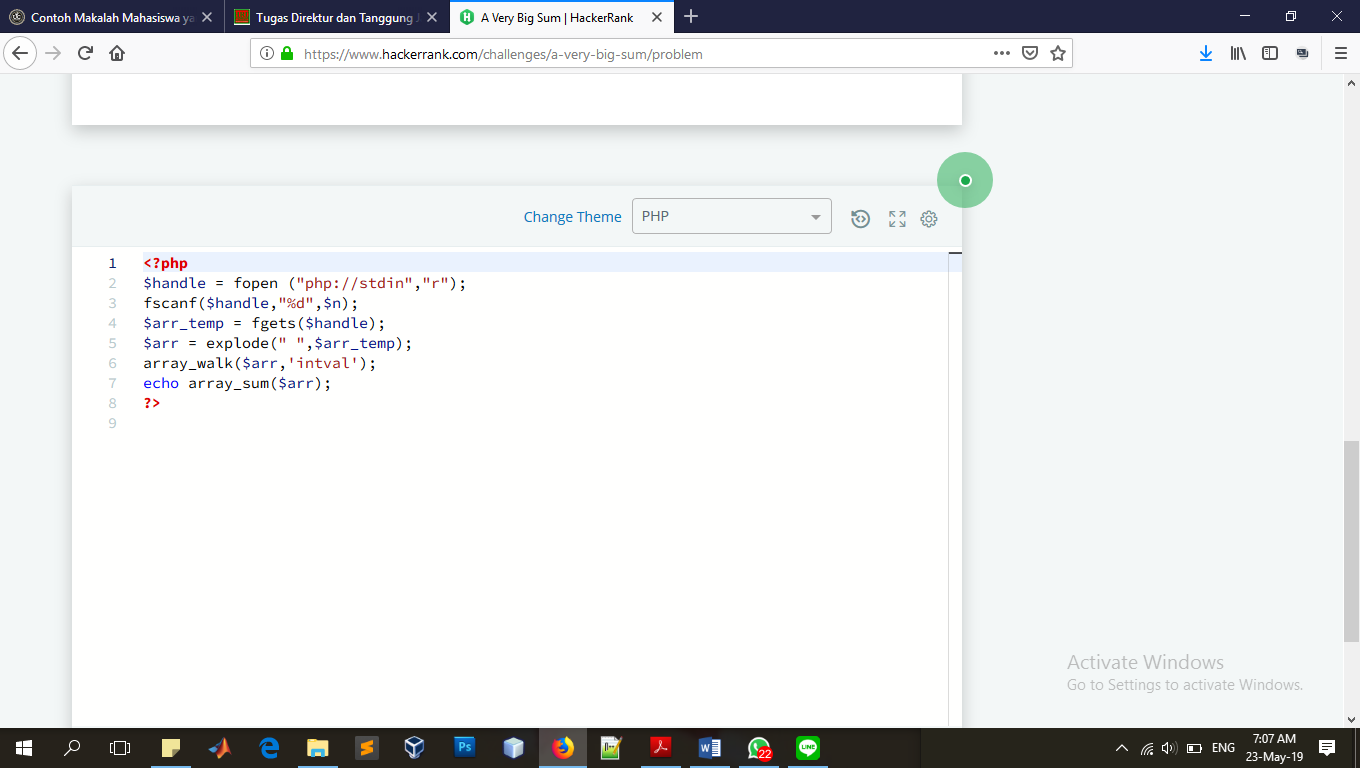 Contoh Makalah Mahasiswa ya
Tugas Direktur dan Tanggung J
A Very Big Sum | HackerRank
https://www.hackerrank.com/challenges/a-very-big-sum/problem
Change Theme
PHP
1 <?php
2 $handle = fopen ("php://stdin","r");
3 fscanf($handle,"%d",$n);
4 $arr_temp = fgets($handle);
5 $arr = explode(" ",$arr_temp);
6 array_walk($arr,'intval');
7 echo array_sum($arr);
8 ?>
9
Activate Windows
Go to Settings to activate Windows.
Ps
22
LINE
ENG
7:07 AM
23-May-19